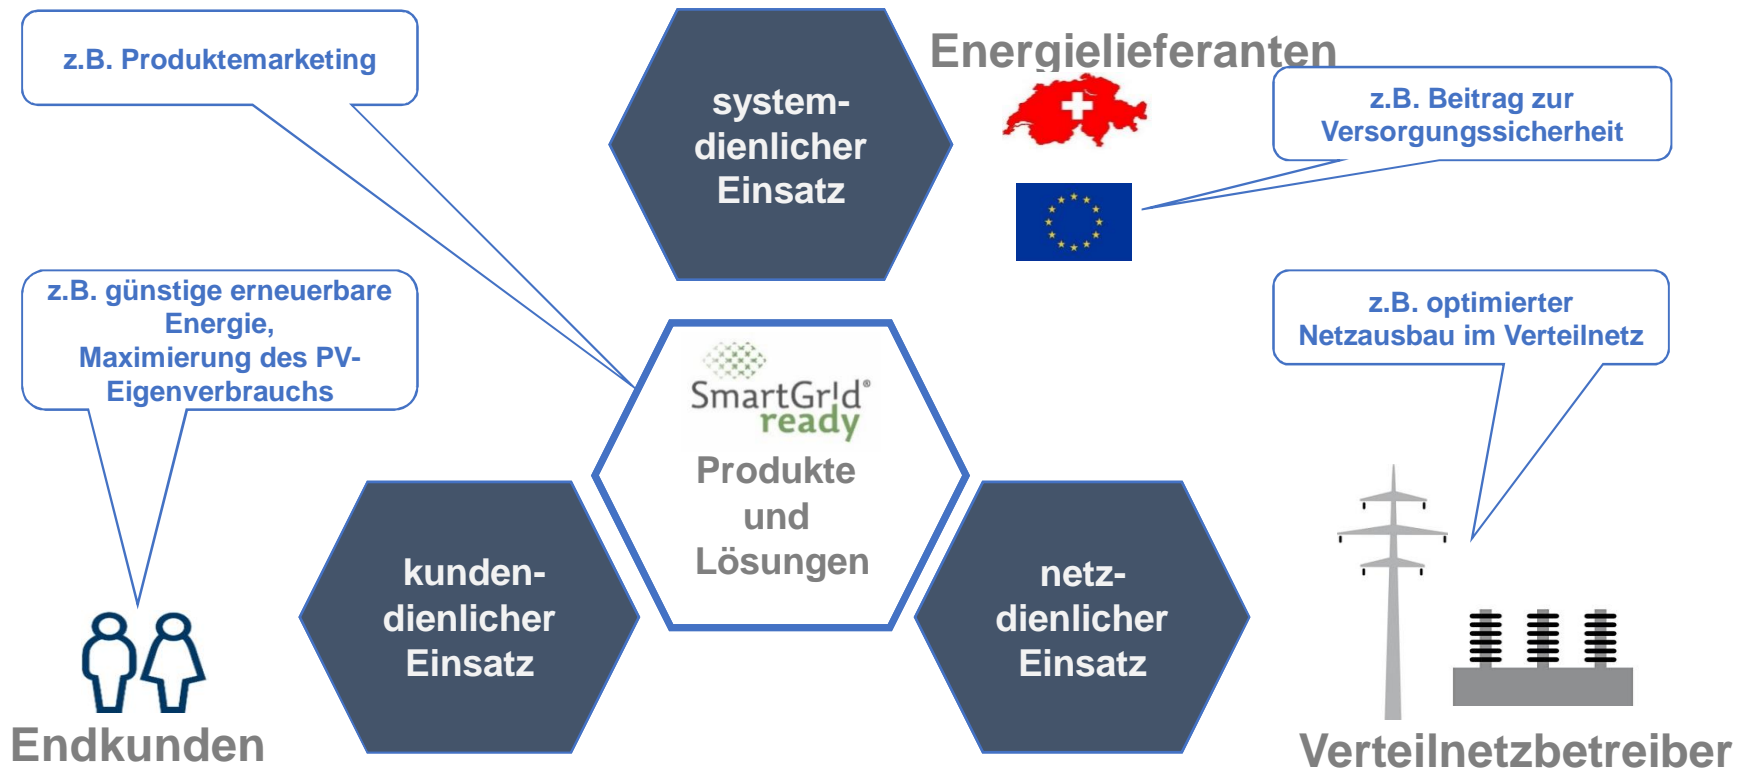 z.B. Produktemarketing
system-
dienlicher
Einsatz
Energielieferanten
z.B. Beitrag zur
Versorgungssicherheit
z.B. günstige erneuerbare
Energie,
Maximierung des PV-
Eigenverbrauchs
z.B. optimierter
Netzausbau im Verteilnetz
SmartGr!d®
ready
Produkte
und
Lösungen
kunden-
dienlicher
Einsatz
netz-
dienlicher
Einsatz
Endkunden
Verteilnetzbetreiber